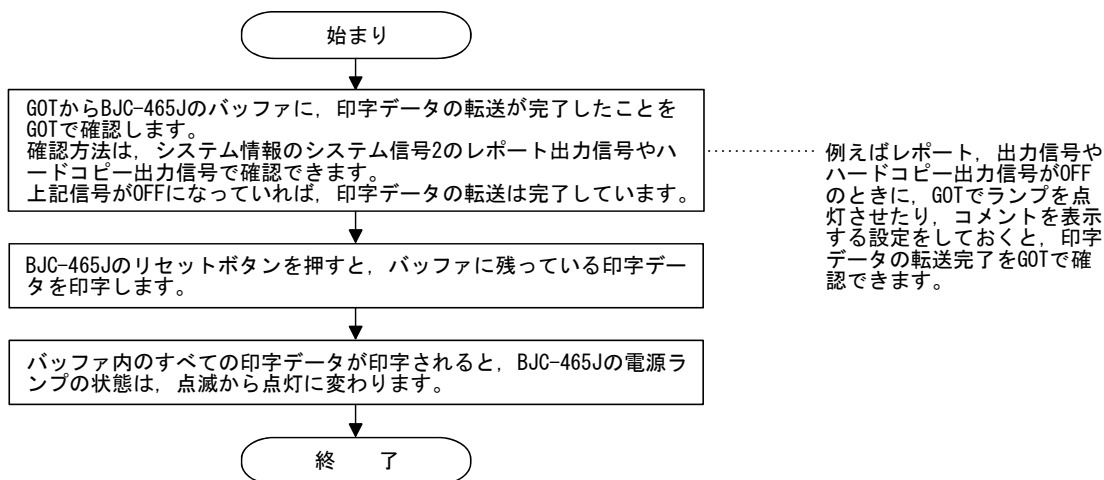 始まり
GOTからBJC-465Jのバッファに，印字データの転送が完了したことを
GOTで確認します。
確認方法は，システム情報のシステム信号2のレポート出力信号やハ
ードコピー出力信号で確認できます。
上記信号がOFFになっていれば，印字データの転送は完了しています。
例えばレポート，出力信号や
ハードコピー出力信号がOFF
のときに，GOTでランプを点
灯させたり，コメントを表示
する設定をしておくと，印字
データの転送完了をGOTで確
認できます。
BJC-465Jのリセットボタンを押すと，バッファに残っている印字デー
タを印字します。
バッファ内のすべての印字データが印字されると，BJC-465Jの電源ラ
ンプの状態は，点滅から点灯に変わります。
終　了